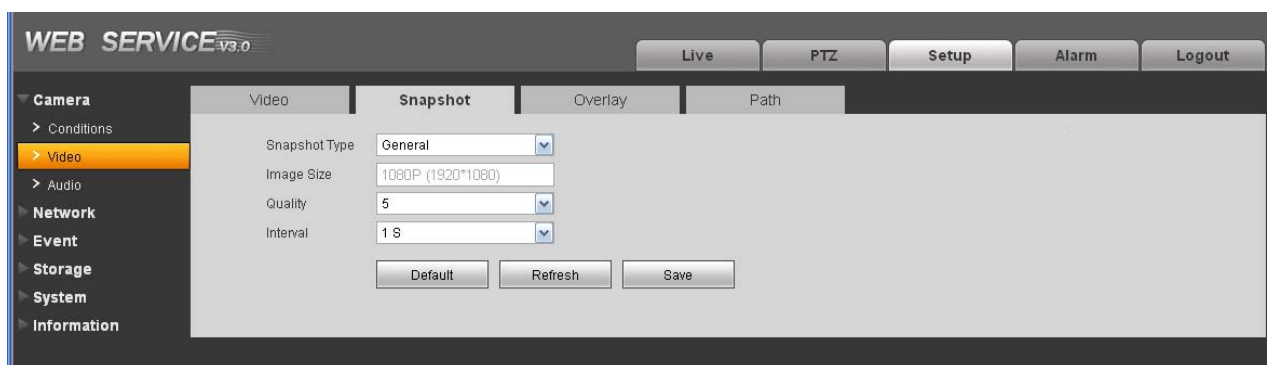 WEB SERVICE V3.0
Live
PTZ
Setup
Alarm
Logout
Camera
Conditions
Video
Audio
Network
Event
Storage
System
Information
Video
Snapshot
Overlay
Path
Snapshot Type General
Image Size 1080P (1920*1080)
Quality 5
Interval 1 S
Default
Refresh
Save